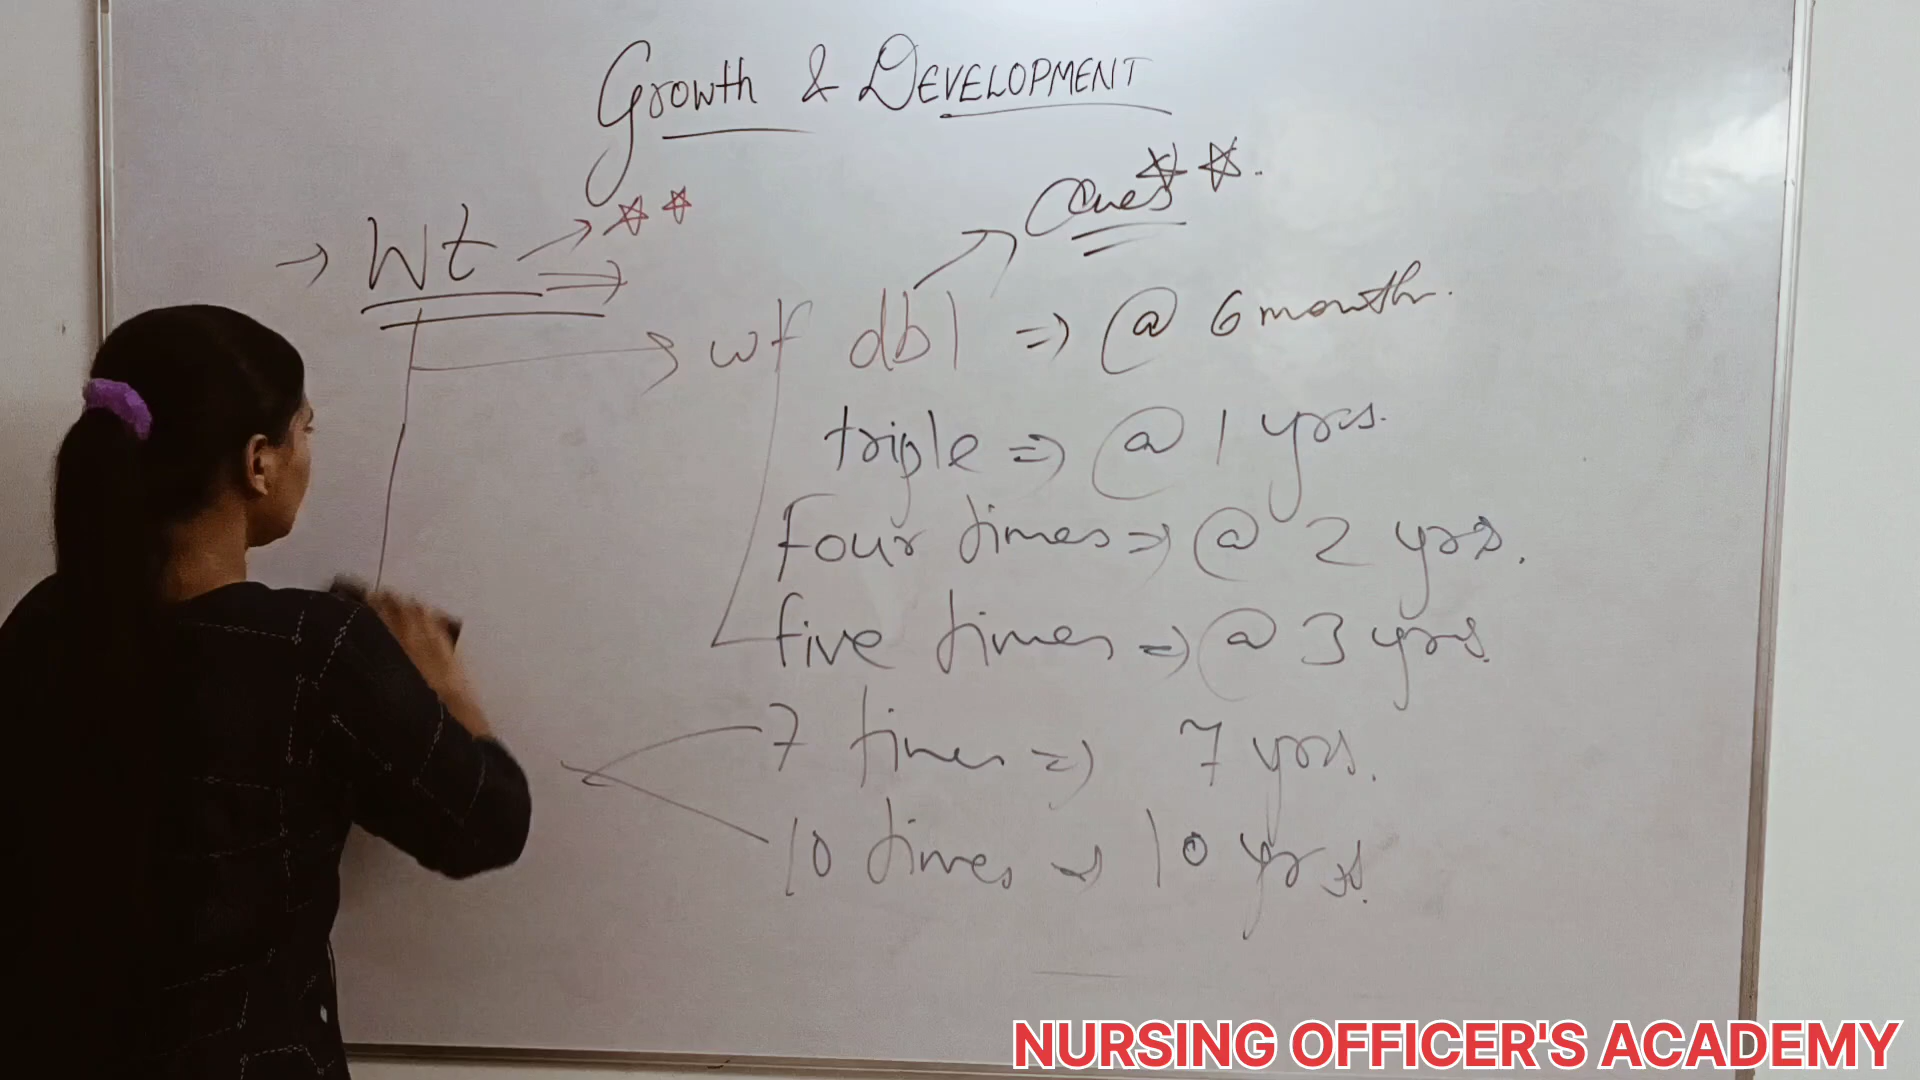 Growth & DEVELOPMENT
Ques
→ Wt →
wt dbl => @ 6 month.
triple => @ 1 yrs.
four times => @ 2 yrs.
five times => @ 3 yrs.
7 times => 7 yrs.
10 times => 10 yrs.
NURSING OFFICER'S ACADEMY